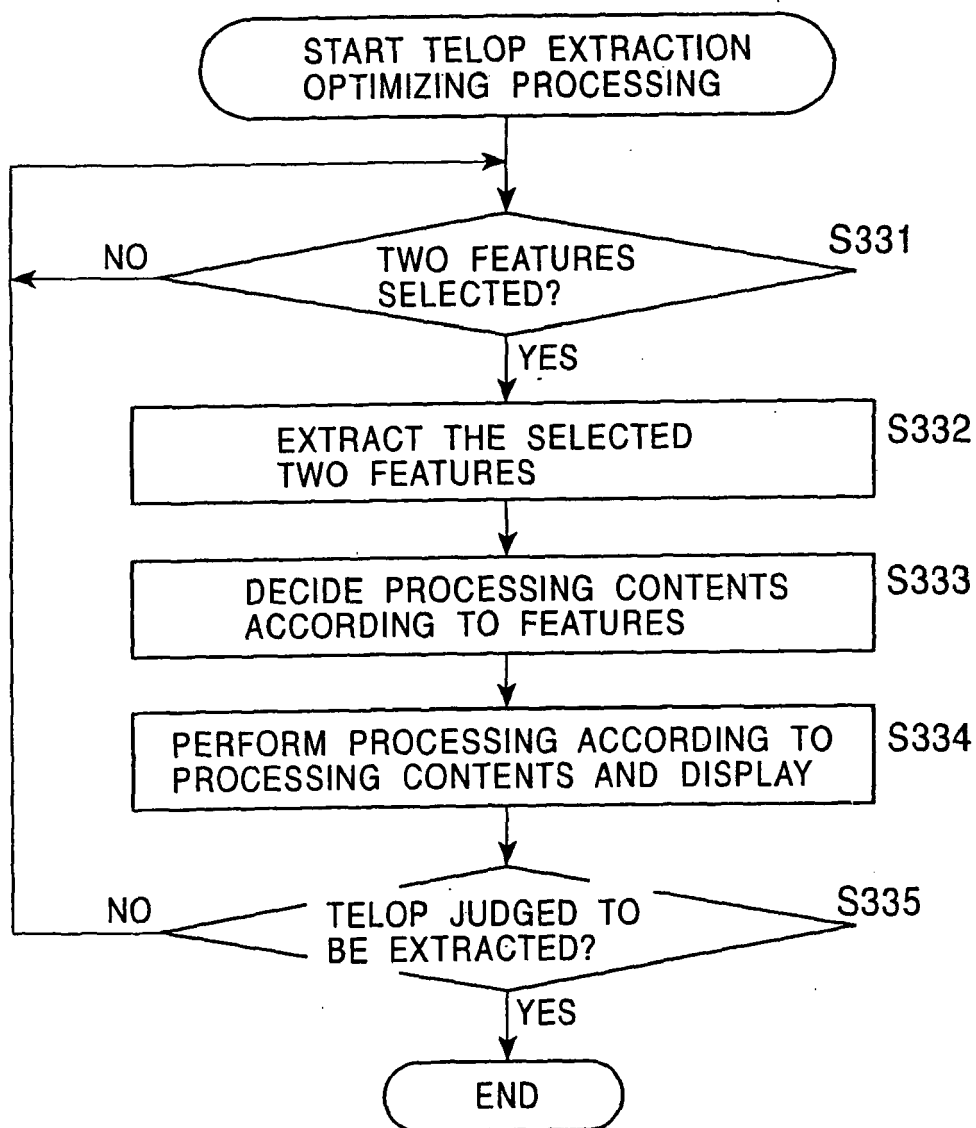 START TELOP EXTRACTION
OPTIMIZING PROCESSING
NO
TWO FEATURES
SELECTED?
S331
YES
EXTRACT THE SELECTED
TWO FEATURES
S332
DECIDE PROCESSING CONTENTS
ACCORDING TO FEATURES
S333
PERFORM PROCESSING ACCORDING TO
PROCESSING CONTENTS AND DISPLAY
S334
NO
TELOP JUDGED TO
BE EXTRACTED?
S335
YES
END